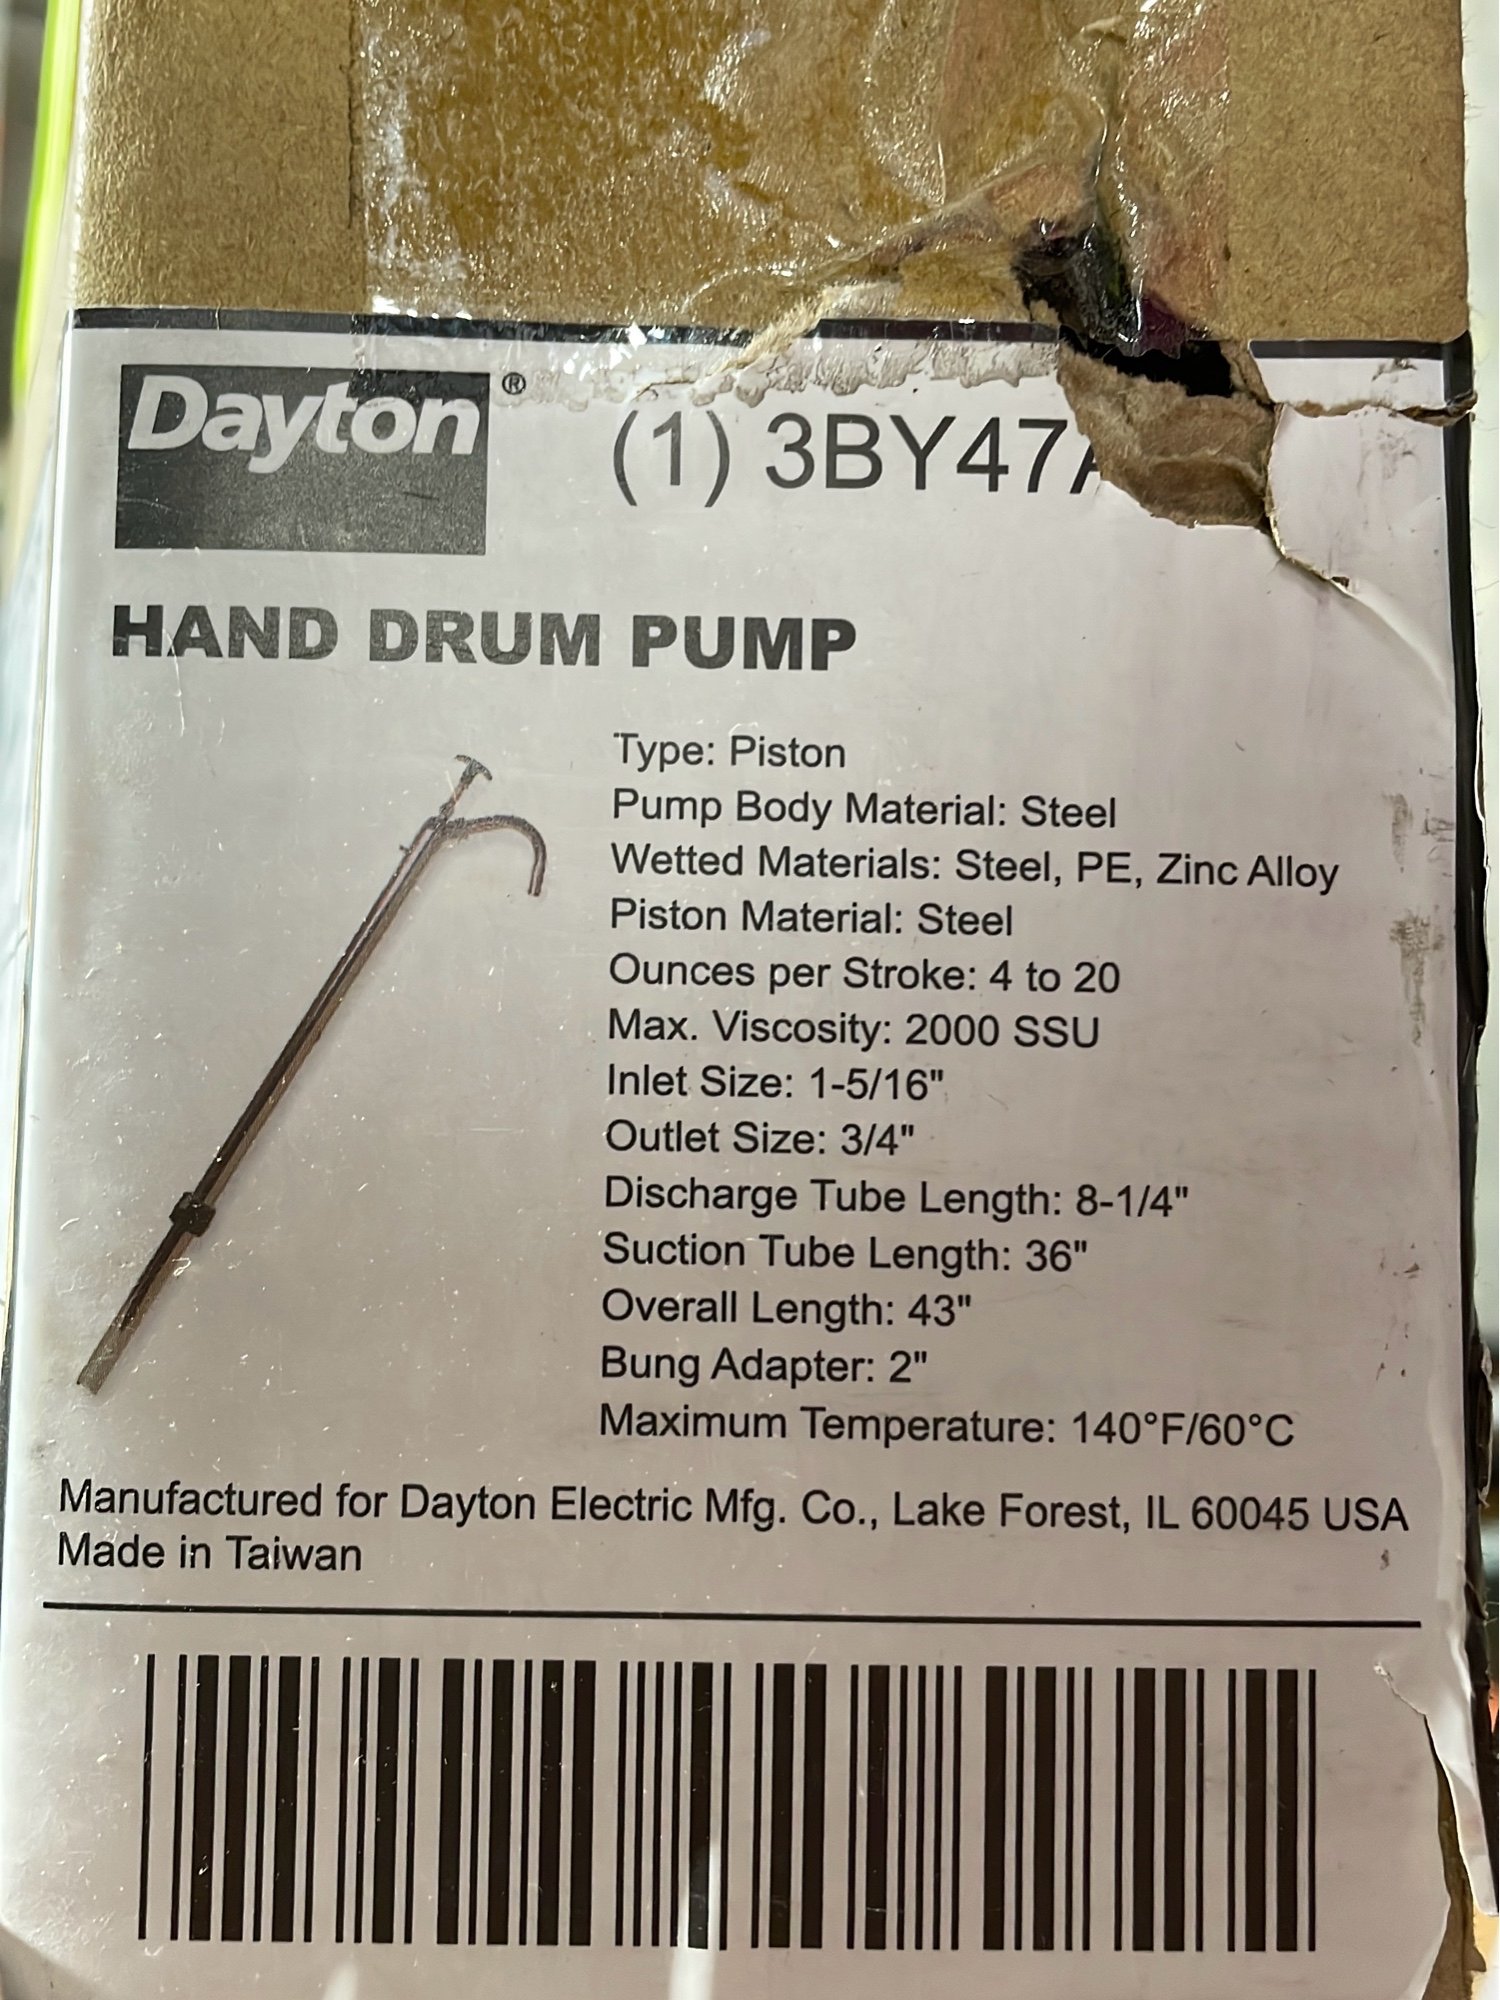 Dayton®
(1) 3BY47
HAND DRUM PUMP
Type: Piston
Pump Body Material: Steel
Wetted Materials: Steel, PE, Zinc Alloy
Piston Material: Steel
Ounces per Stroke: 4 to 20
Max. Viscosity: 2000 SSU
Inlet Size: 1-5/16"
Outlet Size: 3/4"
Discharge Tube Length: 8-1/4"
Suction Tube Length: 36"
Overall Length: 43"
Bung Adapter: 2"
Maximum Temperature: 140°F/60°C
Manufactured for Dayton Electric Mfg. Co., Lake Forest, IL 60045 USA
Made in Taiwan